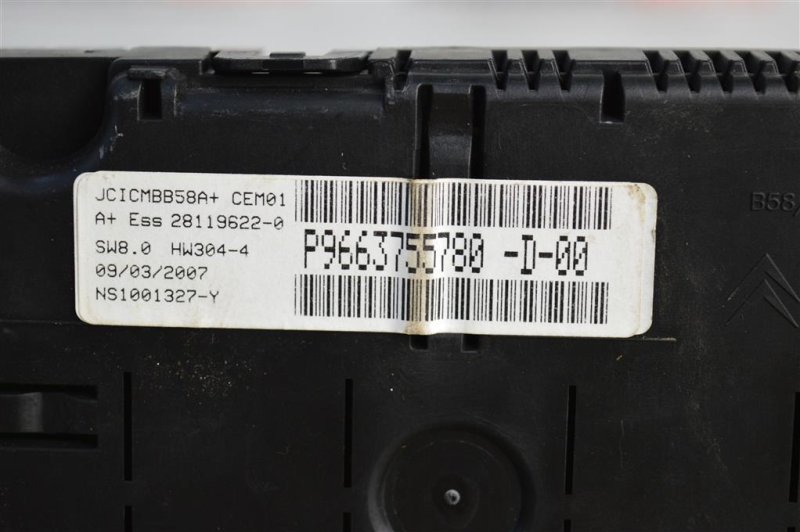 JCICMBB58A+ CEM01
A+ Ess 28119622-0
SW8.0 HW304-4
09/03/2007
NS1001327-Y
P9663755780 -D-00
B58/